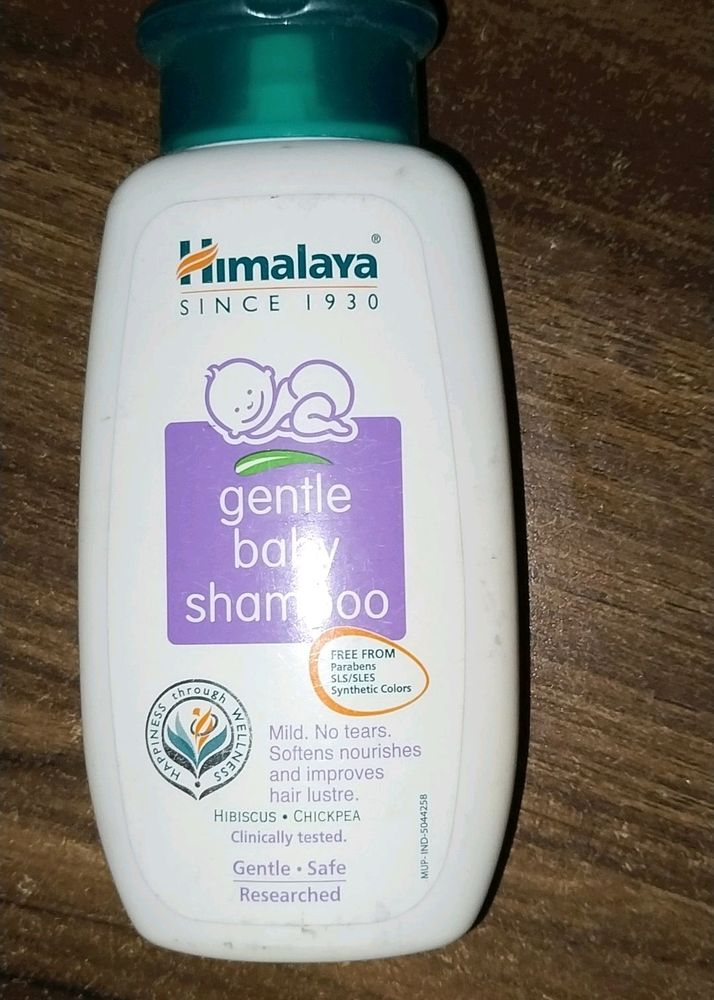 Himalaya®
SINCE 1930
gentle
baby
shampoo
FREE FROM
Parabens
SLS/SLES
Synthetic Colors
HAPPINESS through WELLNESS
Mild. No tears.
Softens nourishes
and improves
hair lustre.
HIBISCUS • CHICKPEA
Clinically tested.
Gentle • Safe
Researched
MUP-IND-5044258